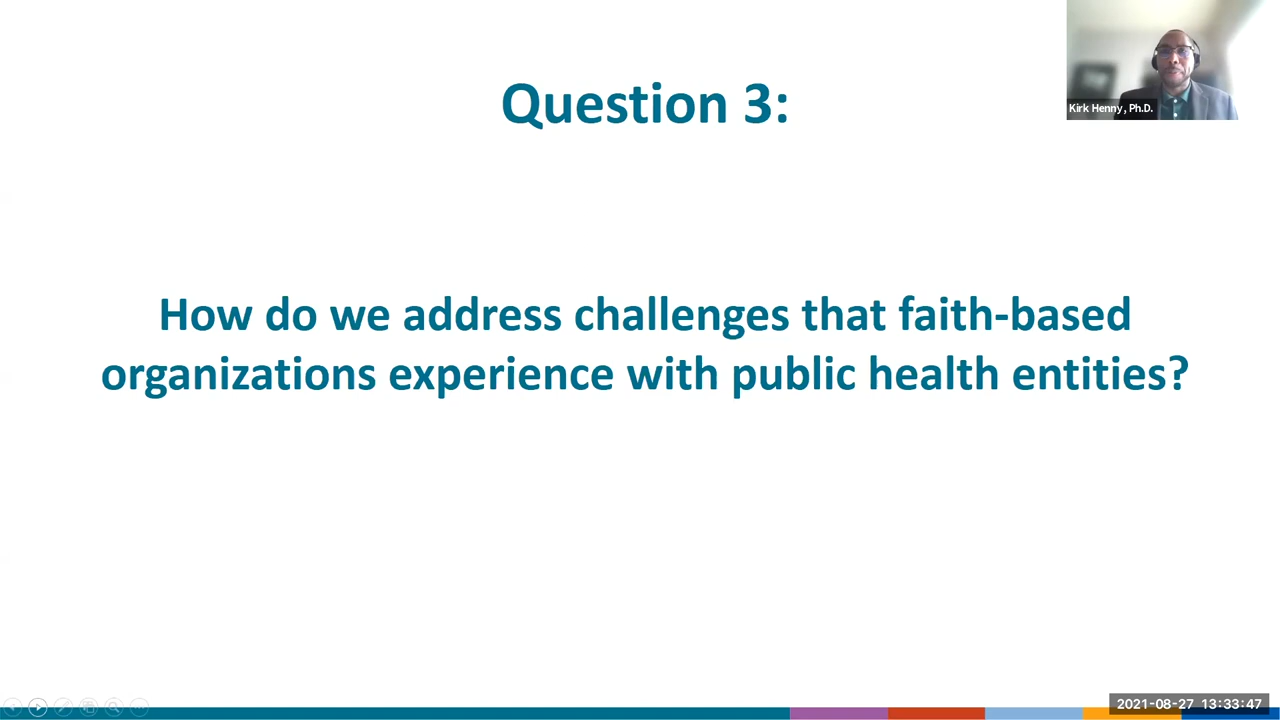 Question 3:
Kirk Henny, Ph.D.
How do we address challenges that faith-based
organizations experience with public health entities?
2021-08-27 13:33:47